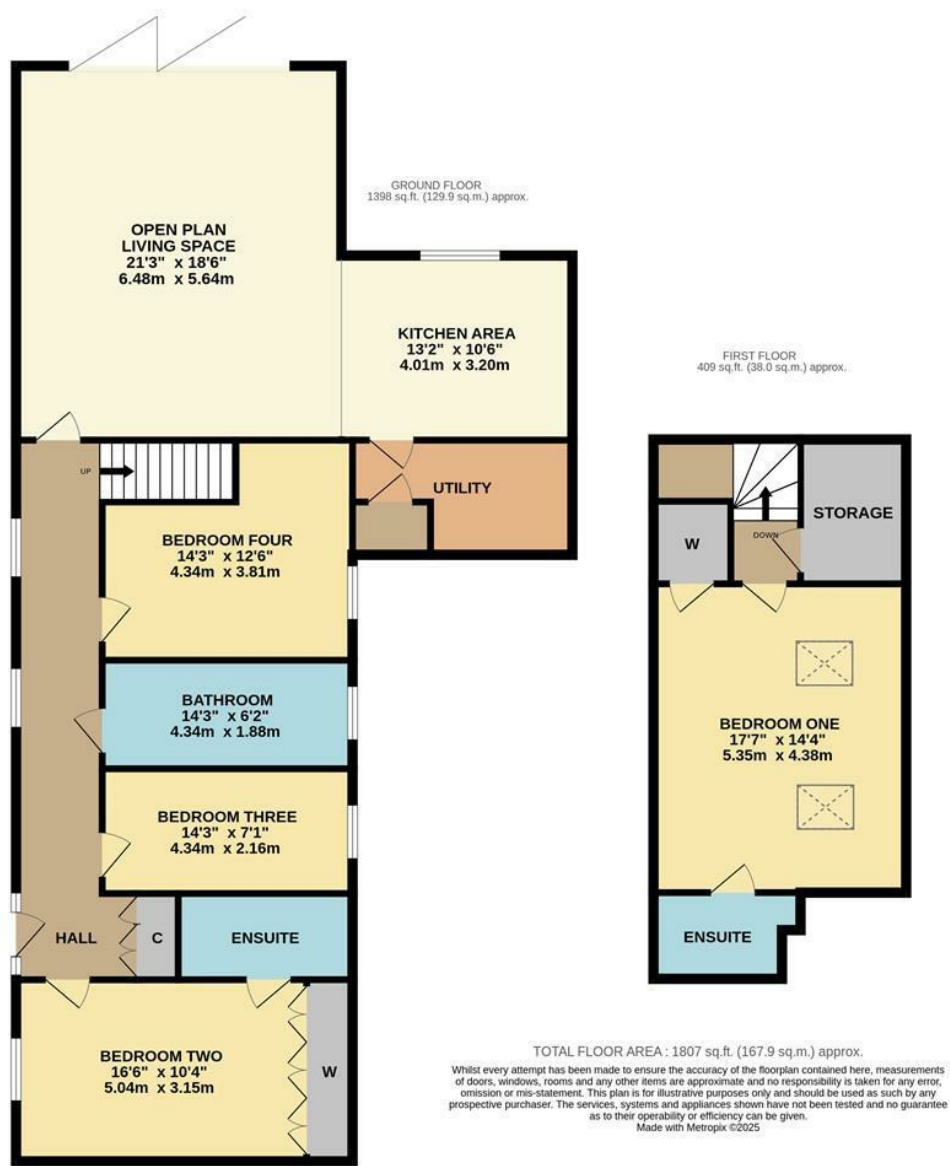 GROUND FLOOR
1398 sq.ft. (129.9 sq.m.) approx.
OPEN PLAN
LIVING SPACE
21'3" x 18'6"
6.48m x 5.64m
KITCHEN AREA
13'2" x 10'6"
4.01m x 3.20m
UP
UTILITY
BEDROOM FOUR
14'3" x 12'6"
4.34m x 3.81m
BATHROOM
14'3" x 6'2"
4.34m x 1.88m
BEDROOM THREE
14'3" x 7'1"
4.34m x 2.16m
HALL
C
ENSUITE
BEDROOM TWO
16'6" x 10'4"
5.04m x 3.15m
W
FIRST FLOOR
409 sq.ft. (38.0 sq.m.) approx.
STORAGE
W
DOWN
BEDROOM ONE
17'7" x 14'4"
5.35m x 4.38m
ENSUITE
TOTAL FLOOR AREA : 1807 sq.ft. (167.9 sq.m.) approx.
Whilst every attempt has been made to ensure the accuracy of the floorplan contained here, measurements
of doors, windows, rooms and any other items are approximate and no responsibility is taken for any error,
omission or mis-statement. This plan is for illustrative purposes only and should be used as such by any
prospective purchaser. The services, systems and appliances shown have not been tested and no guarantee
as to their operability or efficiency can be given.
Made with Metropix ©2025